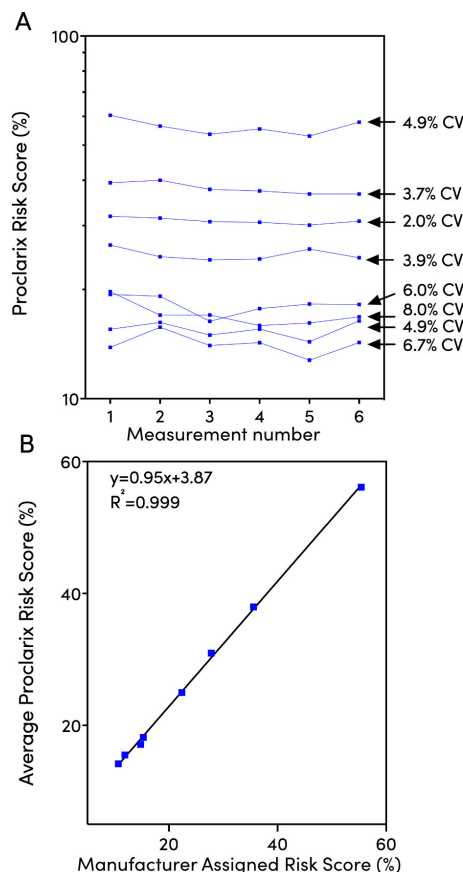 A
100
4.9% CV
3.7% CV
2.0% CV
3.9% CV
6.0% CV
8.0% CV
4.9% CV
6.7% CV
10
Proclarix Risk Score (%)
1 2 3 4 5 6
Measurement number
B
60
y=0.95x+3.87
R²=0.999
40
20
Average Proclarix Risk Score (%)
20 40 60
Manufacturer Assigned Risk Score (%)